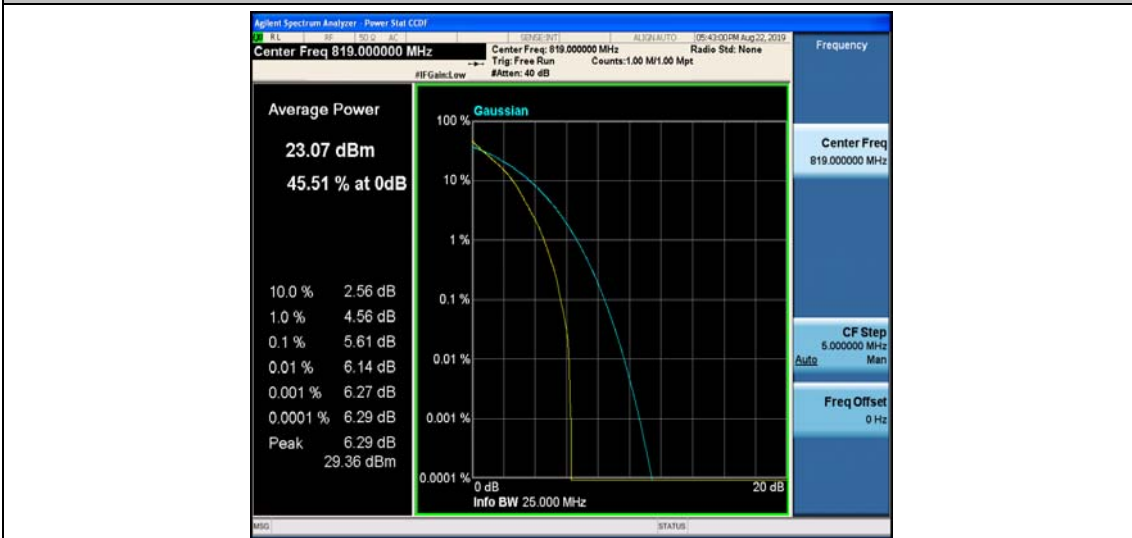 Agilent Spectrum Analyzer - Power Stat CCDF
RL RF 50 Ω AC SENSE:INT ALIGN AUTO 05:43:00 PM Aug 22, 2019
Center Freq 819.000000 MHz
Center Freq: 819.000000 MHz Radio Std: None
Trig: Free Run Counts:1.00 M/1.00 Mpt
#IFGain:Low #Atten: 40 dB
Frequency
Average Power
23.07 dBm
45.51 % at 0dB
10.0 % 2.56 dB
1.0 % 4.56 dB
0.1 % 5.61 dB
0.01 % 6.14 dB
0.001 % 6.27 dB
0.0001 % 6.29 dB
Peak 6.29 dB
29.36 dBm
Gaussian
100 %
10 %
1 %
0.1 %
0.01 %
0.001 %
0.0001 %
0 dB 20 dB
Info BW 25.000 MHz
Center Freq
819.000000 MHz
CF Step
5.000000 MHz
Auto Man
Freq Offset
0 Hz
MSG STATUS